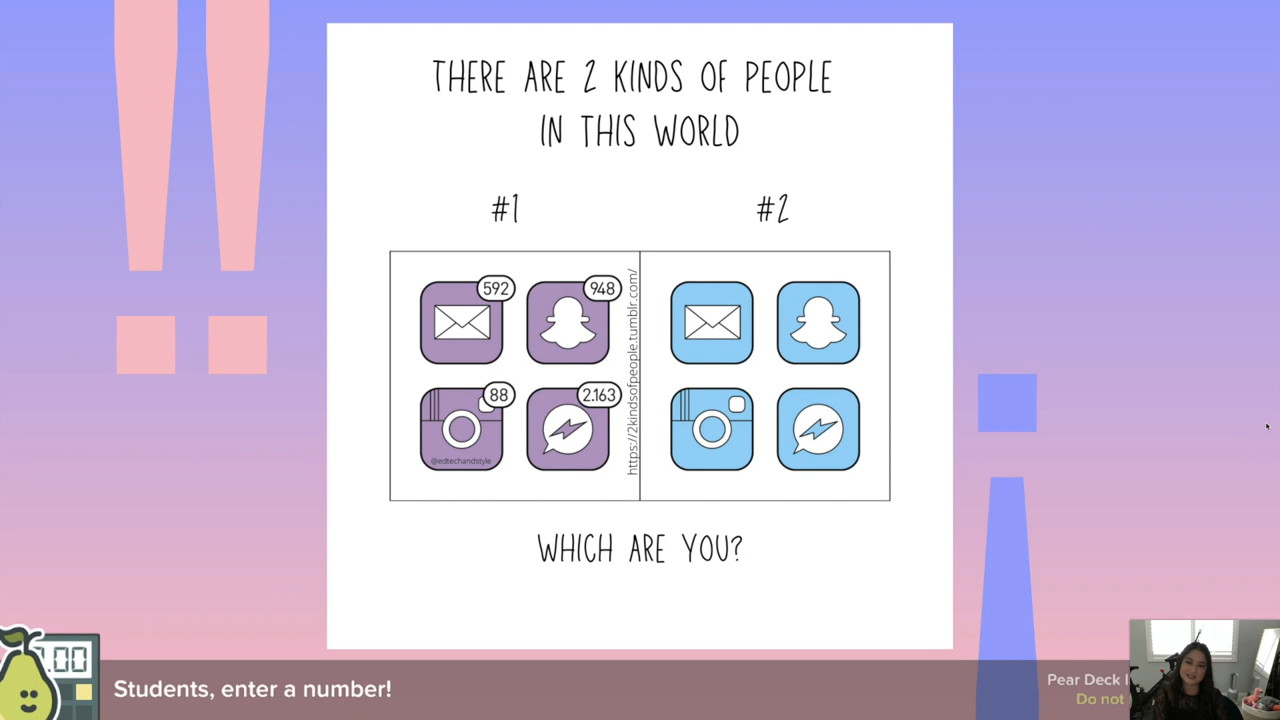 THERE ARE 2 KINDS OF PEOPLE
IN THIS WORLD
#1
#2
592
948
88
2.163
@edtechandstyle
https://2kindsofpeople.tumblr.com/
WHICH ARE YOU?
.00
Students, enter a number!
Pear Deck
Do not